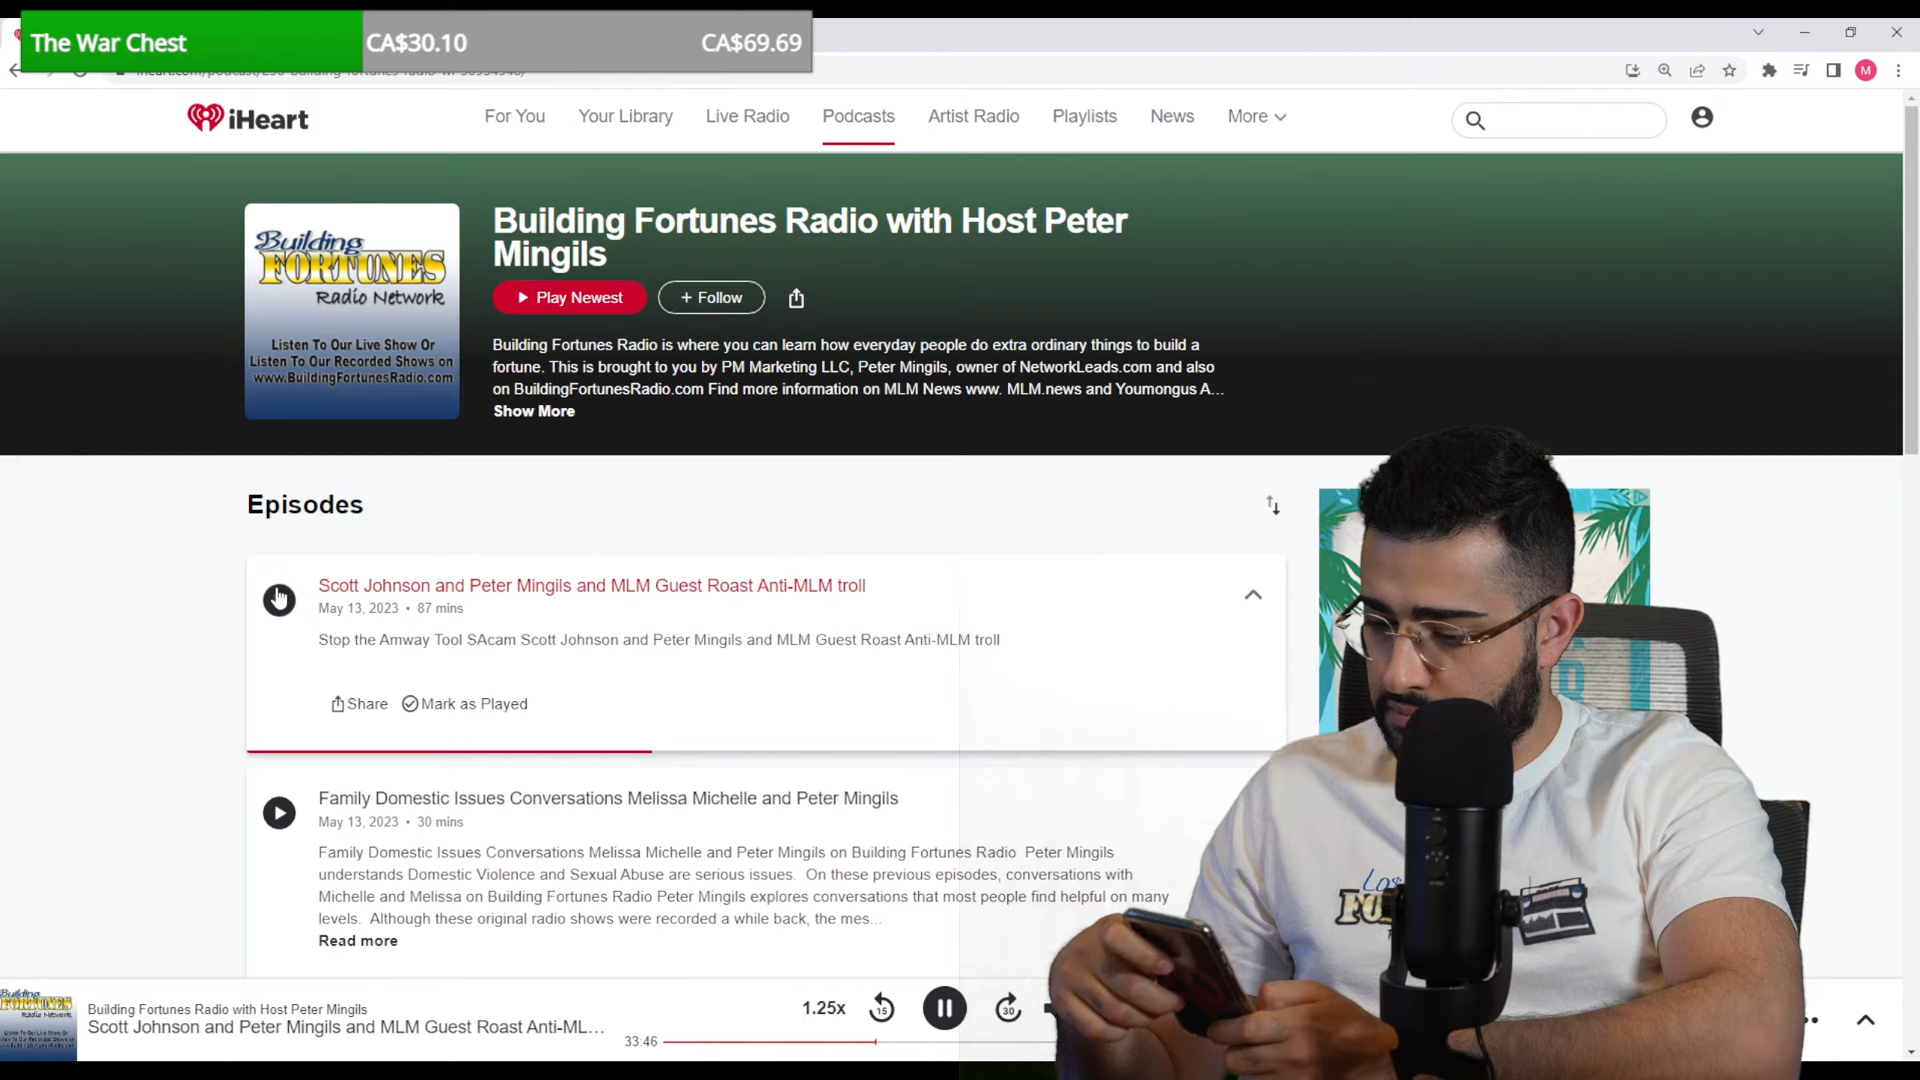 The War Chest CA$30.10 CA$69.69
iHeart For You Your Library Live Radio Podcasts Artist Radio Playlists News More
M
Building Fortunes Radio with Host Peter
Mingils
Play Newest + Follow
Building Fortunes Radio is where you can learn how everyday people do extra ordinary things to build a
fortune. This is brought to you by PM Marketing LLC, Peter Mingils, owner of NetworkLeads.com and also
on BuildingFortunesRadio.com Find more information on MLM News www. MLM.news and Youmongus A...
Show More
Building
FORTUNES
Radio Network
Listen To Our Live Show Or
Listen To Our Recorded Shows on
www.BuildingFortunesRadio.com
Episodes
Scott Johnson and Peter Mingils and MLM Guest Roast Anti-MLM troll
May 13, 2023 • 87 mins
Stop the Amway Tool SAcam Scott Johnson and Peter Mingils and MLM Guest Roast Anti-MLM troll
Share Mark as Played
Family Domestic Issues Conversations Melissa Michelle and Peter Mingils
May 13, 2023 • 30 mins
Family Domestic Issues Conversations Melissa Michelle and Peter Mingils on Building Fortunes Radio Peter Mingils
understands Domestic Violence and Sexual Abuse are serious issues. On these previous episodes, conversations with
Michelle and Melissa on Building Fortunes Radio Peter Mingils explores conversations that most people find helpful on many
levels. Although these original radio shows were recorded a while back, the mes...
Read more
Building
FORTUNES
Radio Network
Building Fortunes Radio with Host Peter Mingils
Scott Johnson and Peter Mingils and MLM Guest Roast Anti-ML...
1.25x 15 30
33:46